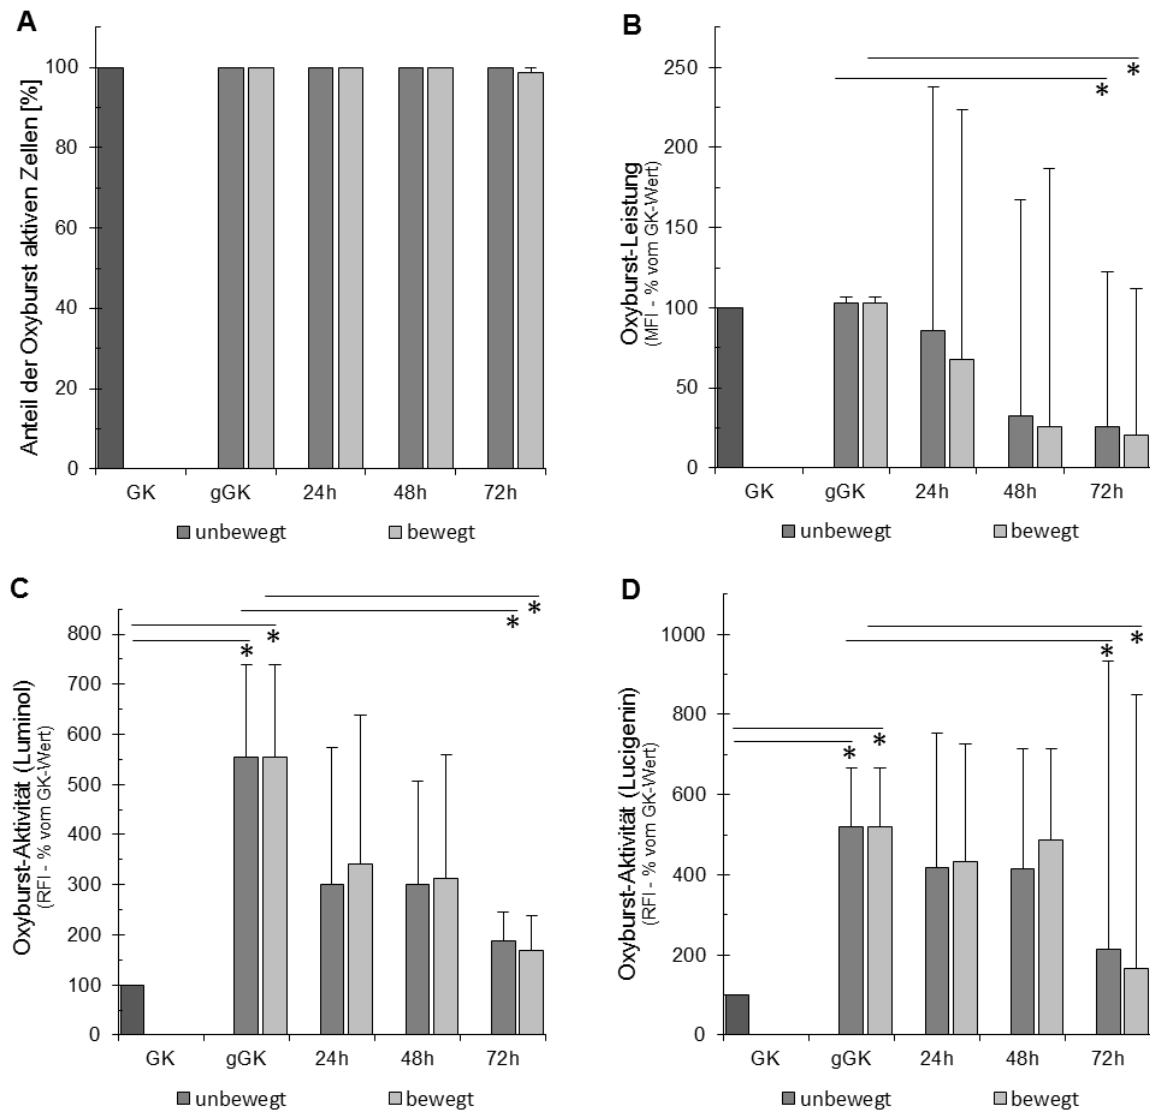 A
Anteil der Oxyburst aktiven Zellen [%]
100
80
60
40
20
0
GK gGK 24h 48h 72h
unbewegt bewegt
B
Oxyburst-Leistung
(MFI - % vom GK-Wert)
250
200
150
100
50
0
* *
GK gGK 24h 48h 72h
unbewegt bewegt
C
Oxyburst-Aktivität (Luminol)
(RFI - % vom GK-Wert)
800
700
600
500
400
300
200
100
0
* * * *
GK gGK 24h 48h 72h
unbewegt bewegt
D
Oxyburst-Aktivität (Lucigenin)
(RFI - % vom GK-Wert)
1000
800
600
400
200
0
* * * *
GK gGK 24h 48h 72h
unbewegt bewegt